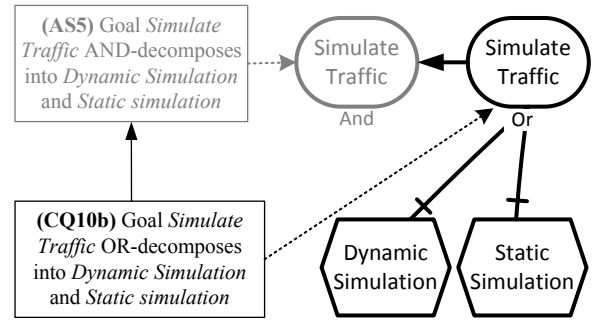 (AS5) Goal Simulate
Traffic AND-decomposes
into Dynamic Simulation
and Static simulation
Simulate
Traffic
And
Simulate
Traffic
Or
(CQ10b) Goal Simulate
Traffic OR-decomposes
into Dynamic Simulation
and Static simulation
Dynamic
Simulation
Static
Simulation